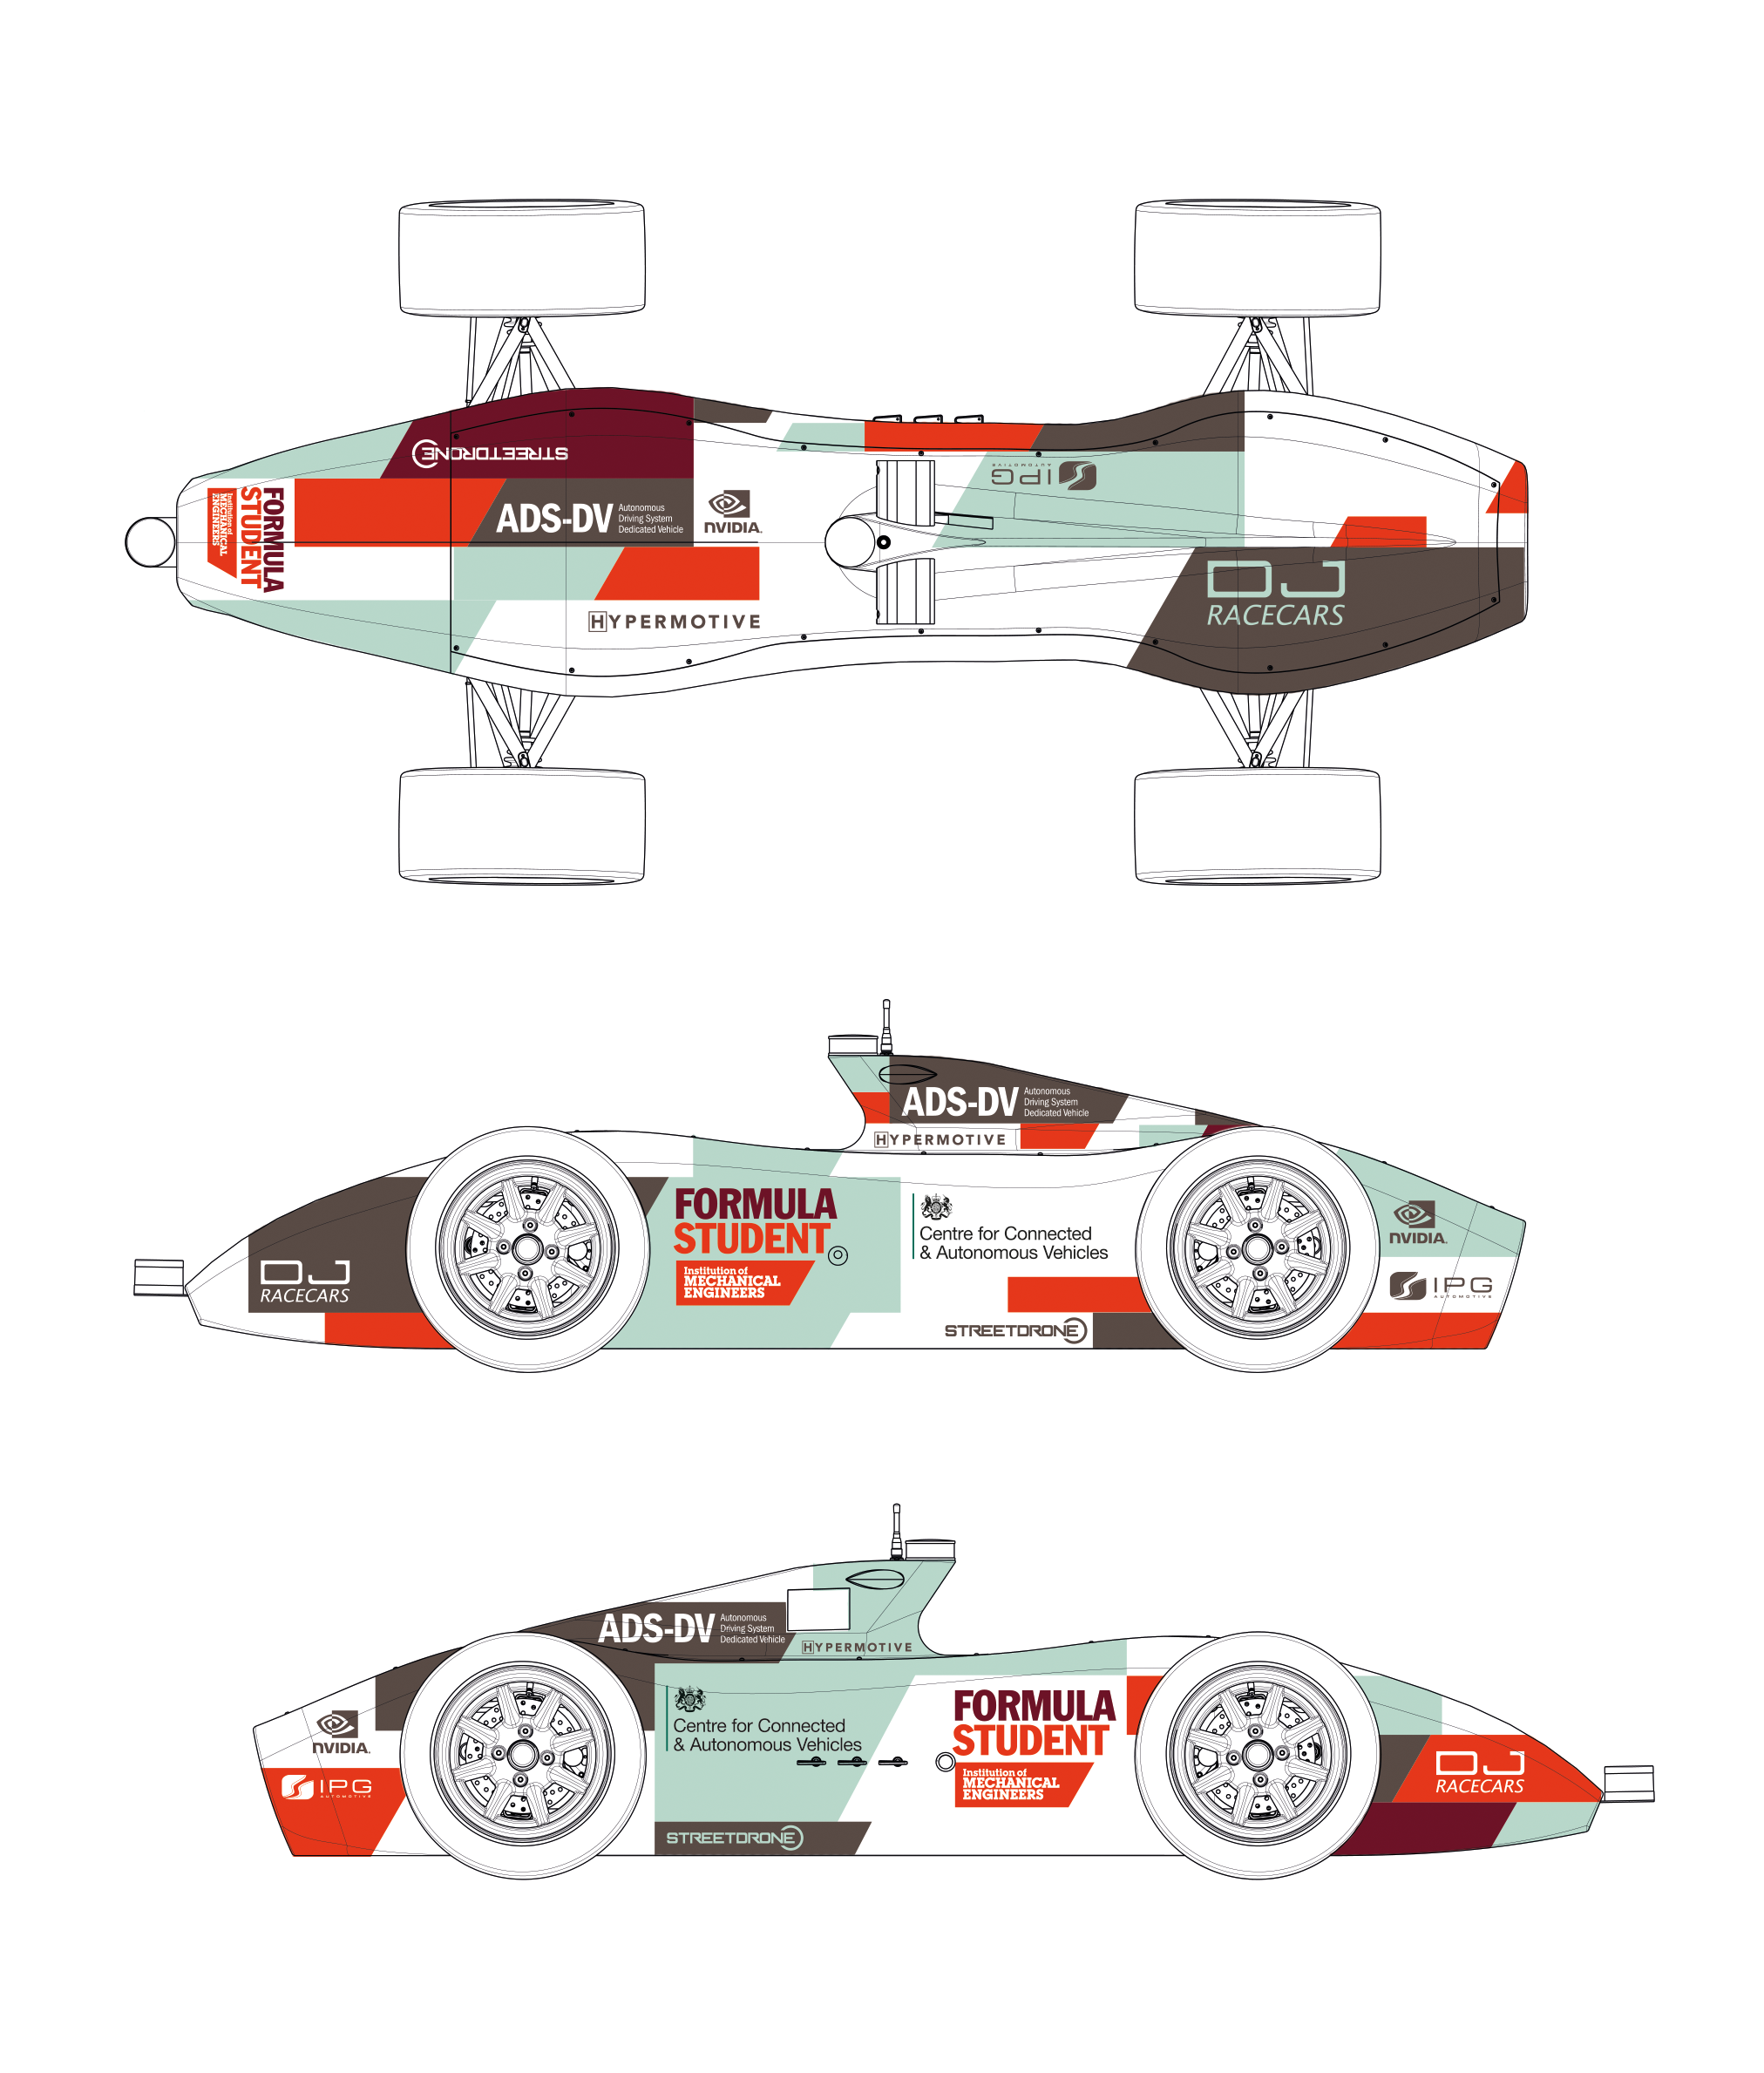 STREETDRONE
FORMULA
STUDENT
Institution of
MECHANICAL
ENGINEERS
ADS-DV
Autonomous
Driving System
Dedicated Vehicle
NVIDIA.
HYPERMOTIVE
IPG
AUTOMOTIVE
DJ
RACECARS
ADS-DV
Autonomous
Driving System
Dedicated Vehicle
HYPERMOTIVE
DJ
RACECARS
FORMULA
STUDENT
Institution of
MECHANICAL
ENGINEERS
Centre for Connected
& Autonomous Vehicles
STREETDRONE
NVIDIA.
IPG
AUTOMOTIVE
ADS-DV
Autonomous
Driving System
Dedicated Vehicle
HYPERMOTIVE
NVIDIA.
IPG
AUTOMOTIVE
Centre for Connected
& Autonomous Vehicles
STREETDRONE
FORMULA
STUDENT
Institution of
MECHANICAL
ENGINEERS
DJ
RACECARS